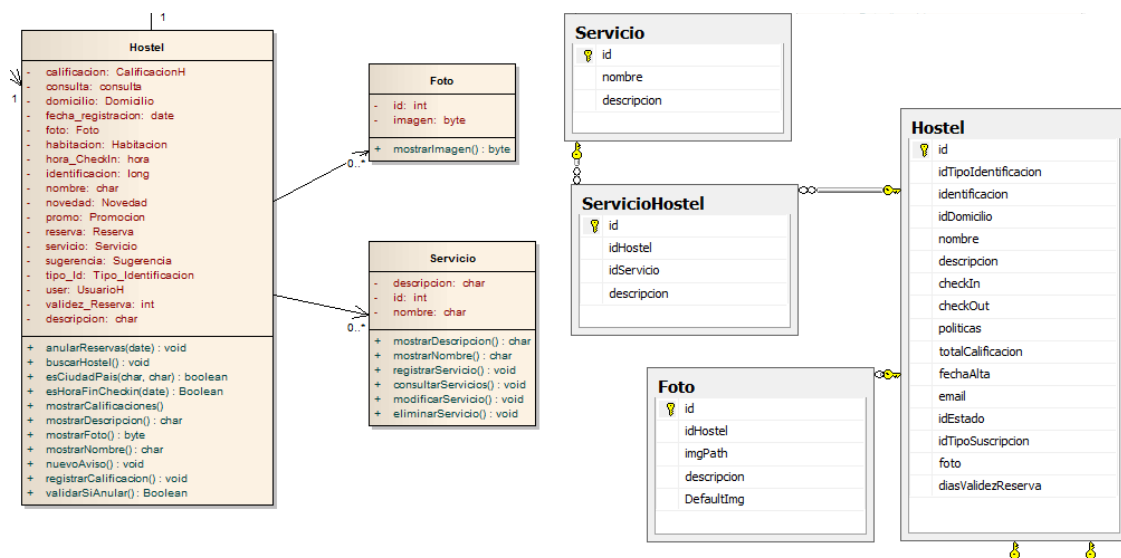 1
Hostel
- calificacion: CalificacionH
- consulta: consulta
- domicilio: Domicilio
- fecha_registracion: date
- foto: Foto
- habitacion: Habitacion
- hora_CheckIn: hora
- identificacion: long
- nombre: char
- novedad: Novedad
- promo: Promocion
- reserva: Reserva
- servicio: Servicio
- sugerencia: Sugerencia
- tipo_Id: Tipo_Identificacion
- user: UsuarioH
- validez_Reserva: int
- descripcion: char
+ anularReservas(date) : void
+ buscarHostel() : void
+ esCiudadPais(char, char) : boolean
+ esHoraFinCheckin(date) : Boolean
+ mostrarCalificaciones()
+ mostrarDescripcion() : char
+ mostrarFoto() : byte
+ mostrarNombre() : char
+ nuevoAviso() : void
+ registrarCalificacion() : void
+ validarSiAnular() : Boolean
1
Foto
- id: int
- imagen: byte
+ mostrarImagen() : byte
0..*
Servicio
- descripcion: char
- id: int
- nombre: char
+ mostrarDescripcion() : char
+ mostrarNombre() : char
+ registrarServicio() : void
+ consultarServicios() : void
+ modificarServicio() : void
+ eliminarServicio() : void
0..*
Servicio
id
nombre
descripcion
ServicioHostel
id
idHostel
idServicio
descripcion
Foto
id
idHostel
imgPath
descripcion
DefaultImg
Hostel
id
idTipoIdentificacion
identificacion
idDomicilio
nombre
descripcion
checkIn
checkOut
politicas
totalCalificacion
fechaAlta
email
idEstado
idTipoSuscripcion
foto
diasValidezReserva